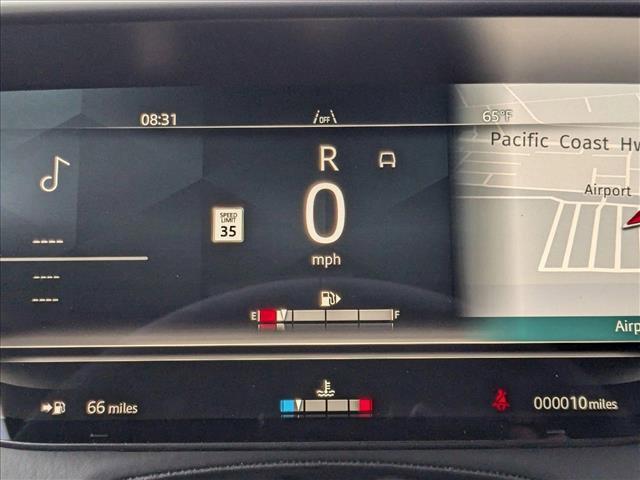 08:31
OFF
65°F
Pacific Coast Hw
R
Airport
SPEED
LIMIT
35
0
mph
----
----
----
E F
Airp
66 miles
000010 miles